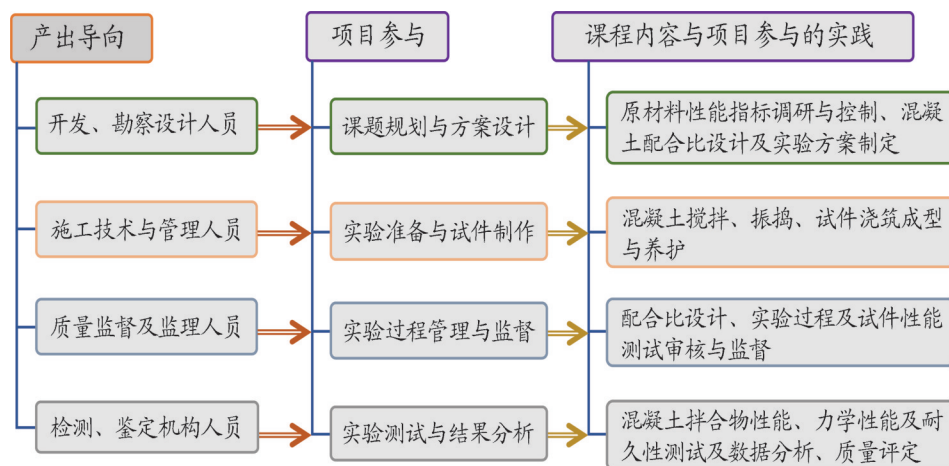 产出导向
项目参与
课程内容与项目参与的实践
开发、勘察设计人员
课题规划与方案设计
原材料性能指标调研与控制、混凝
土配合比设计及实验方案制定
施工技术与管理人员
实验准备与试件制作
混凝土搅拌、振捣、试件浇筑成型
与养护
质量监督及监理人员
实验过程管理与监督
配合比设计、实验过程及试件性能
测试审核与监督
检测、鉴定机构人员
实验测试与结果分析
混凝土拌合物性能、力学性能及耐
久性测试及数据分析、质量评定